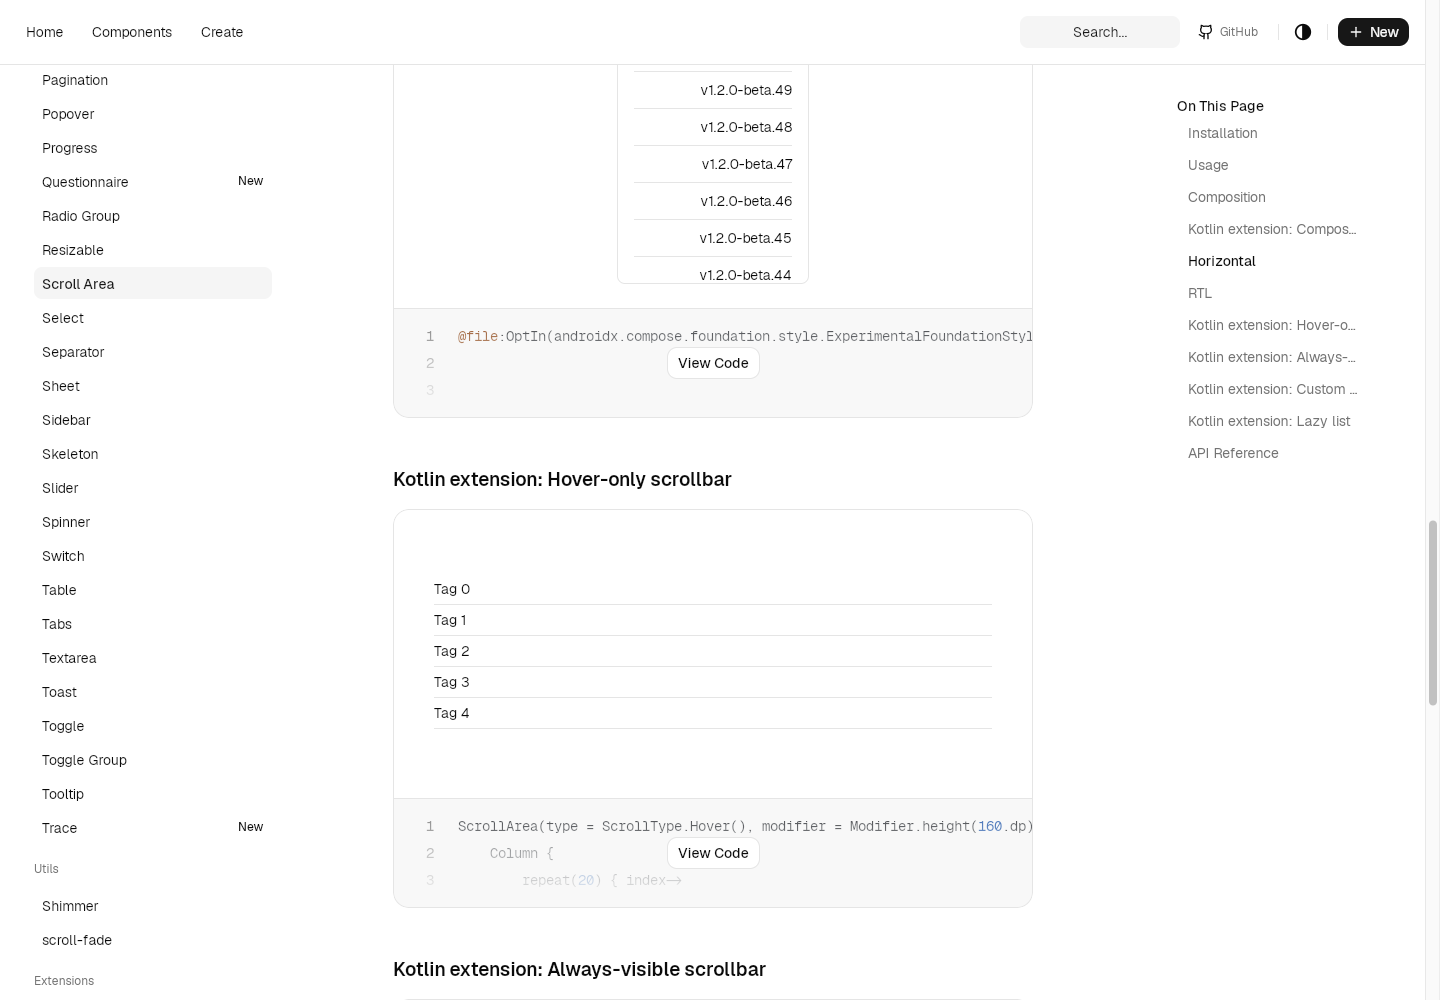 Home
Components
Create
Search...
GitHub
New
Pagination
Popover
Progress
Questionnaire New
Radio Group
Resizable
Scroll Area
Select
Separator
Sheet
Sidebar
Skeleton
Slider
Spinner
Switch
Table
Tabs
Textarea
Toast
Toggle
Toggle Group
Tooltip
Trace New
Utils
Shimmer
scroll-fade
Extensions
v1.2.0-beta.49
v1.2.0-beta.48
v1.2.0-beta.47
v1.2.0-beta.46
v1.2.0-beta.45
v1.2.0-beta.44
1 @file:OptIn(androidx.compose.foundation.style.ExperimentalFoundationStyl
2
View Code
3
Kotlin extension: Hover-only scrollbar
Tag 0
Tag 1
Tag 2
Tag 3
Tag 4
1 ScrollArea(type = ScrollType.Hover(), modifier = Modifier.height(160.dp)
2 Column {
View Code
3 repeat(20) { index->
Kotlin extension: Always-visible scrollbar
On This Page
Installation
Usage
Composition
Kotlin extension: Compos...
Horizontal
RTL
Kotlin extension: Hover-o...
Kotlin extension: Always-...
Kotlin extension: Custom ...
Kotlin extension: Lazy list
API Reference